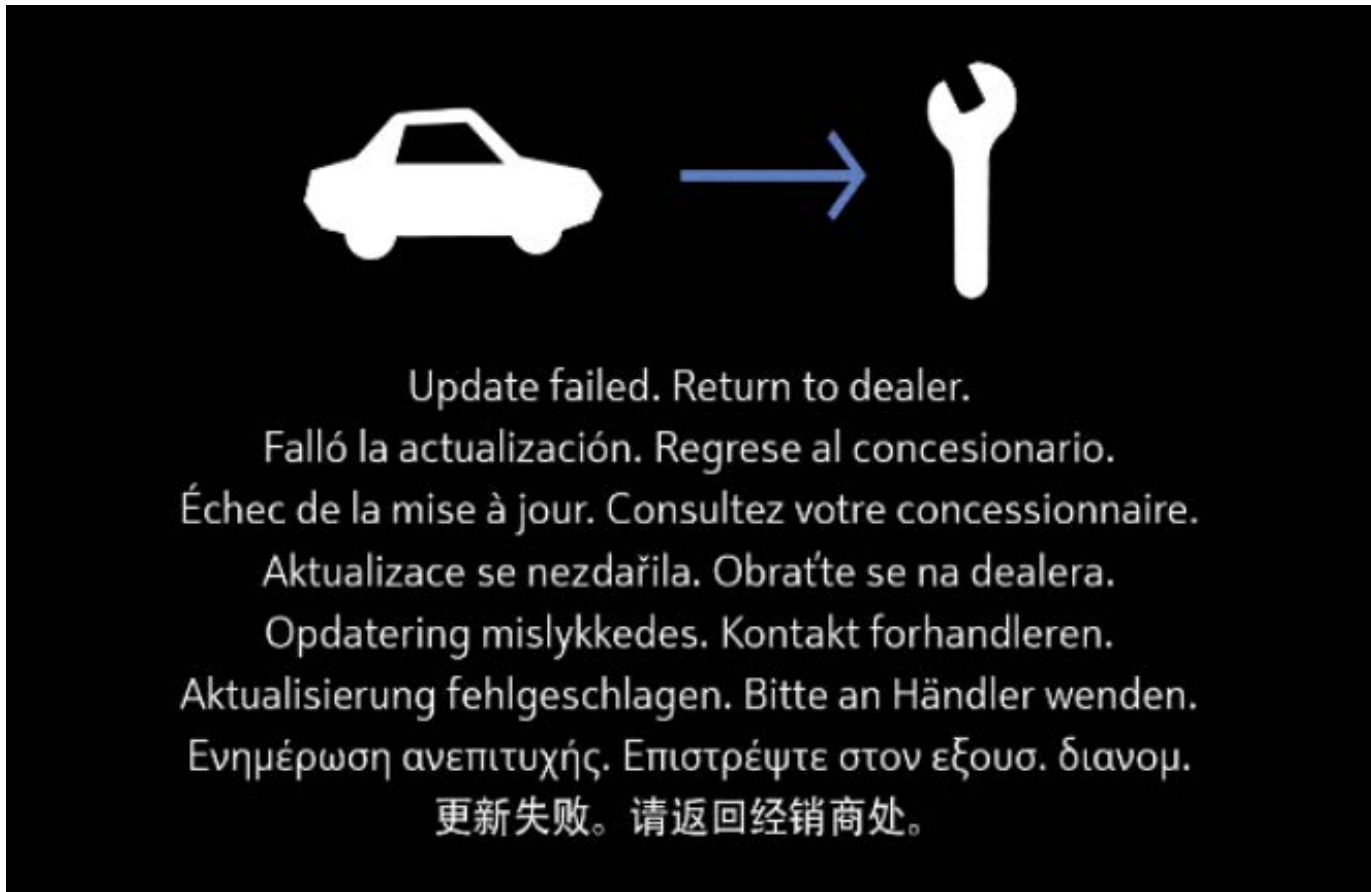 Update failed. Return to dealer.
Falló la actualización. Regrese al concesionario.
Échec de la mise à jour. Consultez votre concessionnaire.
Aktualizace se nezdařila. Obraťte se na dealera.
Opdatering mislykkedes. Kontakt forhandleren.
Aktualisierung fehlgeschlagen. Bitte an Händler wenden.
Ενημέρωση ανεπιτυχής. Επιστρέψτε στον εξουσ. διανομ.
更新失败。请返回经销商处。